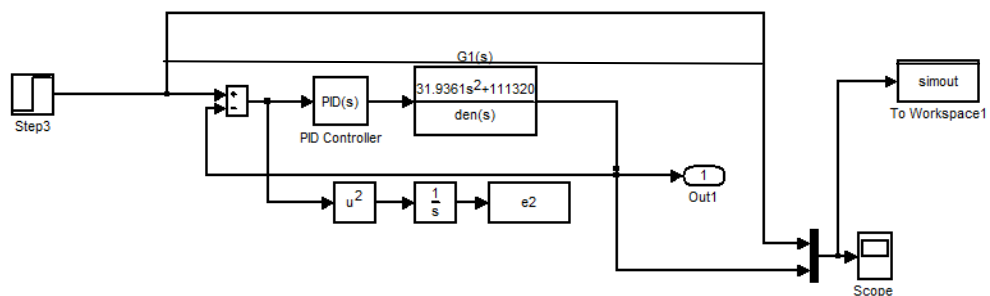 G1(s)
Step3
+
−
PID(s)
PID Controller
31.9361s²+111320
den(s)
simout
To Workspace1
1
Out1
u²
1
s
e2
Scope